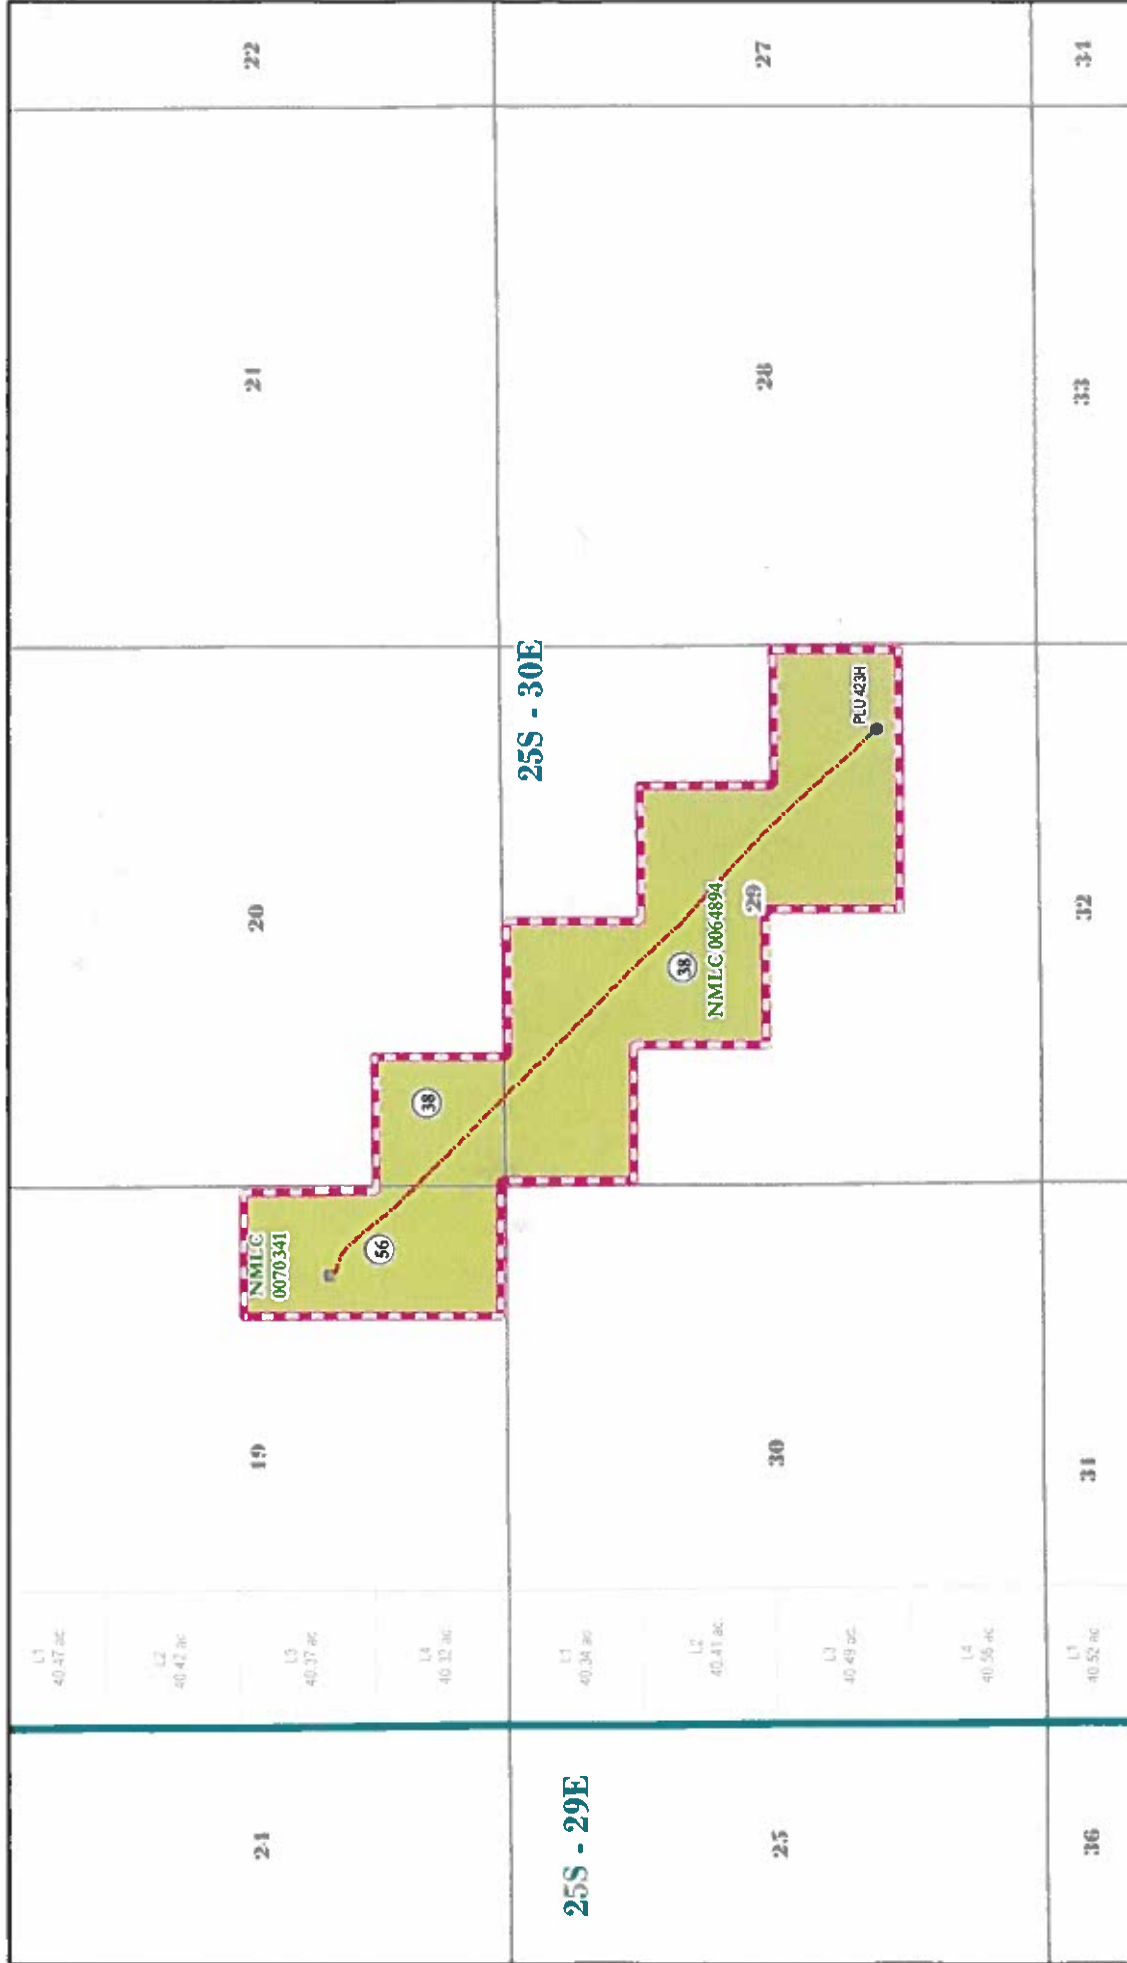 L1
40.47 ac.
L2
40.42 ac.
24
19
20
21
22
NMLC
0070341
L3
40.37 ac.
56
38
L4
40.32 ac.
25S - 30E
25S - 29E
L1
40.34 ac.
38
L2
40.41 ac.
NMLC 0064894
25
30
29
28
27
L3
40.49 ac.
PLU 423H
L4
40.56 ac.
L1
40.52 ac.
36
31
32
33
34